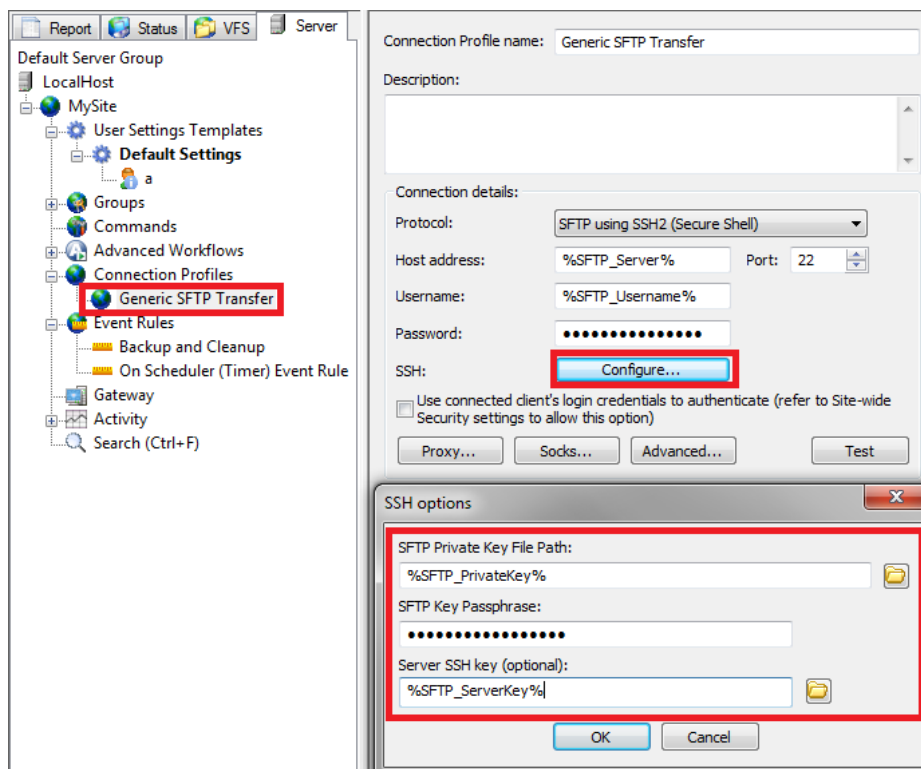 Report
Status
VFS
Server
Default Server Group
LocalHost
MySite
User Settings Templates
Default Settings
a
Groups
Commands
Advanced Workflows
Connection Profiles
Generic SFTP Transfer
Event Rules
Backup and Cleanup
On Scheduler (Timer) Event Rule
Gateway
Activity
Search (Ctrl+F)
Connection Profile name: Generic SFTP Transfer
Description:
Connection details:
Protocol: SFTP using SSH2 (Secure Shell)
Host address: %SFTP_Server% Port: 22
Username: %SFTP_Username%
Password: •••••••••••••••
SSH: Configure...
Use connected client's login credentials to authenticate (refer to Site-wide
Security settings to allow this option)
Proxy... Socks... Advanced... Test
SSH options
SFTP Private Key File Path:
%SFTP_PrivateKey%
SFTP Key Passphrase:
•••••••••••••••••
Server SSH key (optional):
%SFTP_ServerKey%
OK Cancel